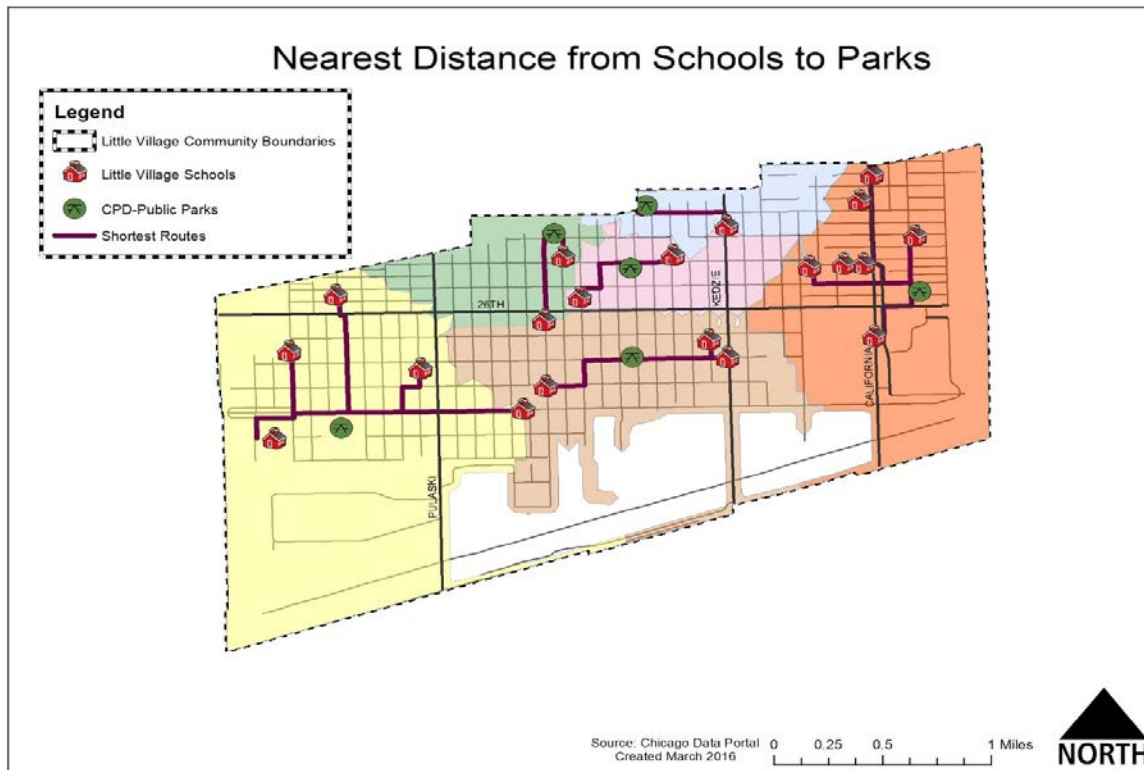 Nearest Distance from Schools to Parks
Legend
Little Village Community Boundaries
Little Village Schools
CPD-Public Parks
Shortest Routes
26TH
KEDZIE
CALIFORNIA
PULASKI
Source: Chicago Data Portal
Created March 2016
0 0.25 0.5 1 Miles
NORTH